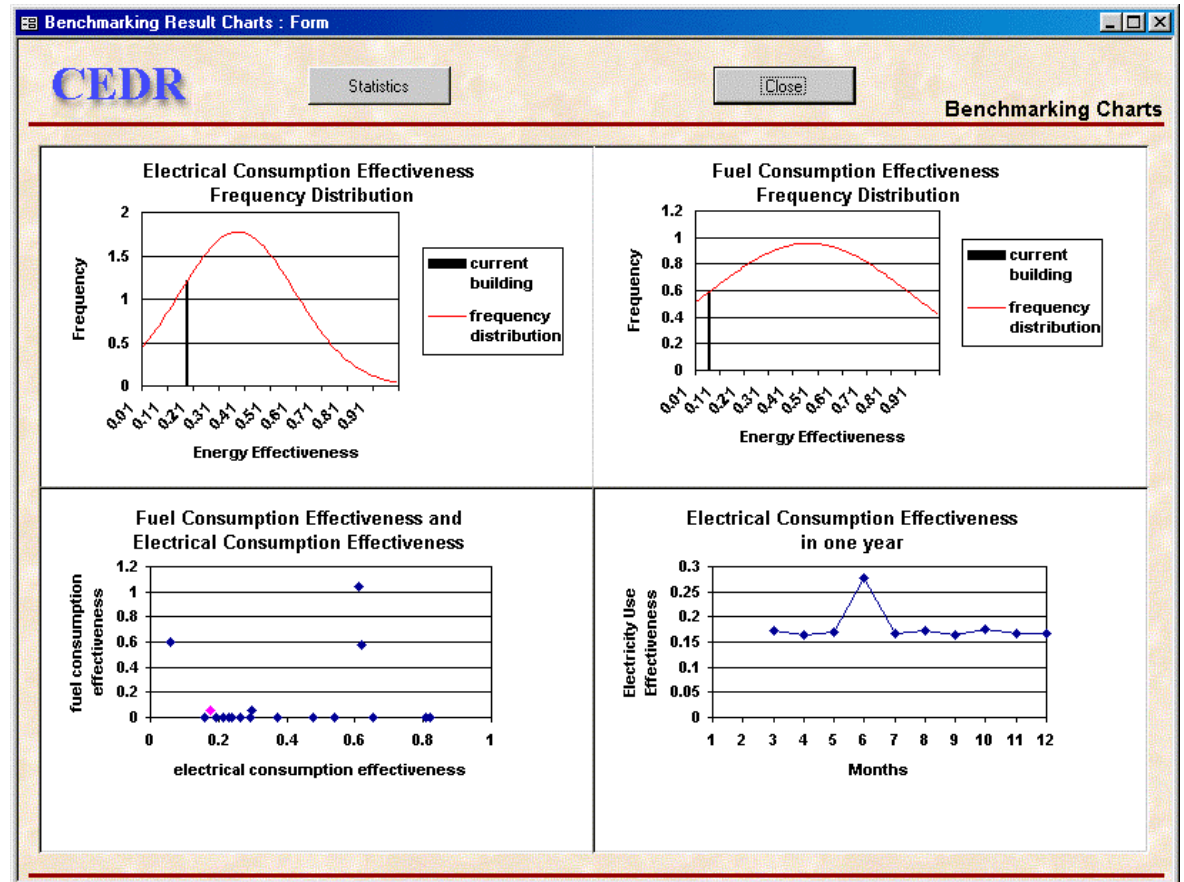 Benchmarking Result Charts : Form
CEDR
Statistics
Close
Benchmarking Charts
Electrical Consumption Effectiveness
Frequency Distribution
2
1.5
1
0.5
0
Frequency
0.01 0.11 0.21 0.31 0.41 0.51 0.61 0.71 0.81 0.91
Energy Effectiveness
current
building
frequency
distribution
Fuel Consumption Effectiveness
Frequency Distribution
1.2
1
0.8
0.6
0.4
0.2
0
Frequency
0.01 0.11 0.21 0.31 0.41 0.51 0.61 0.71 0.81 0.91
Energy Effectiveness
current
building
frequency
distribution
Fuel Consumption Effectiveness and
Electrical Consumption Effectiveness
1.2
1
0.8
0.6
0.4
0.2
0
fuel consumption
effectiveness
0 0.2 0.4 0.6 0.8 1
electrical consumption effectiveness
Electrical Consumption Effectiveness
in one year
0.3
0.25
0.2
0.15
0.1
0.05
0
Electricity Use
Effectiveness
1 2 3 4 5 6 7 8 9 10 11 12
Months